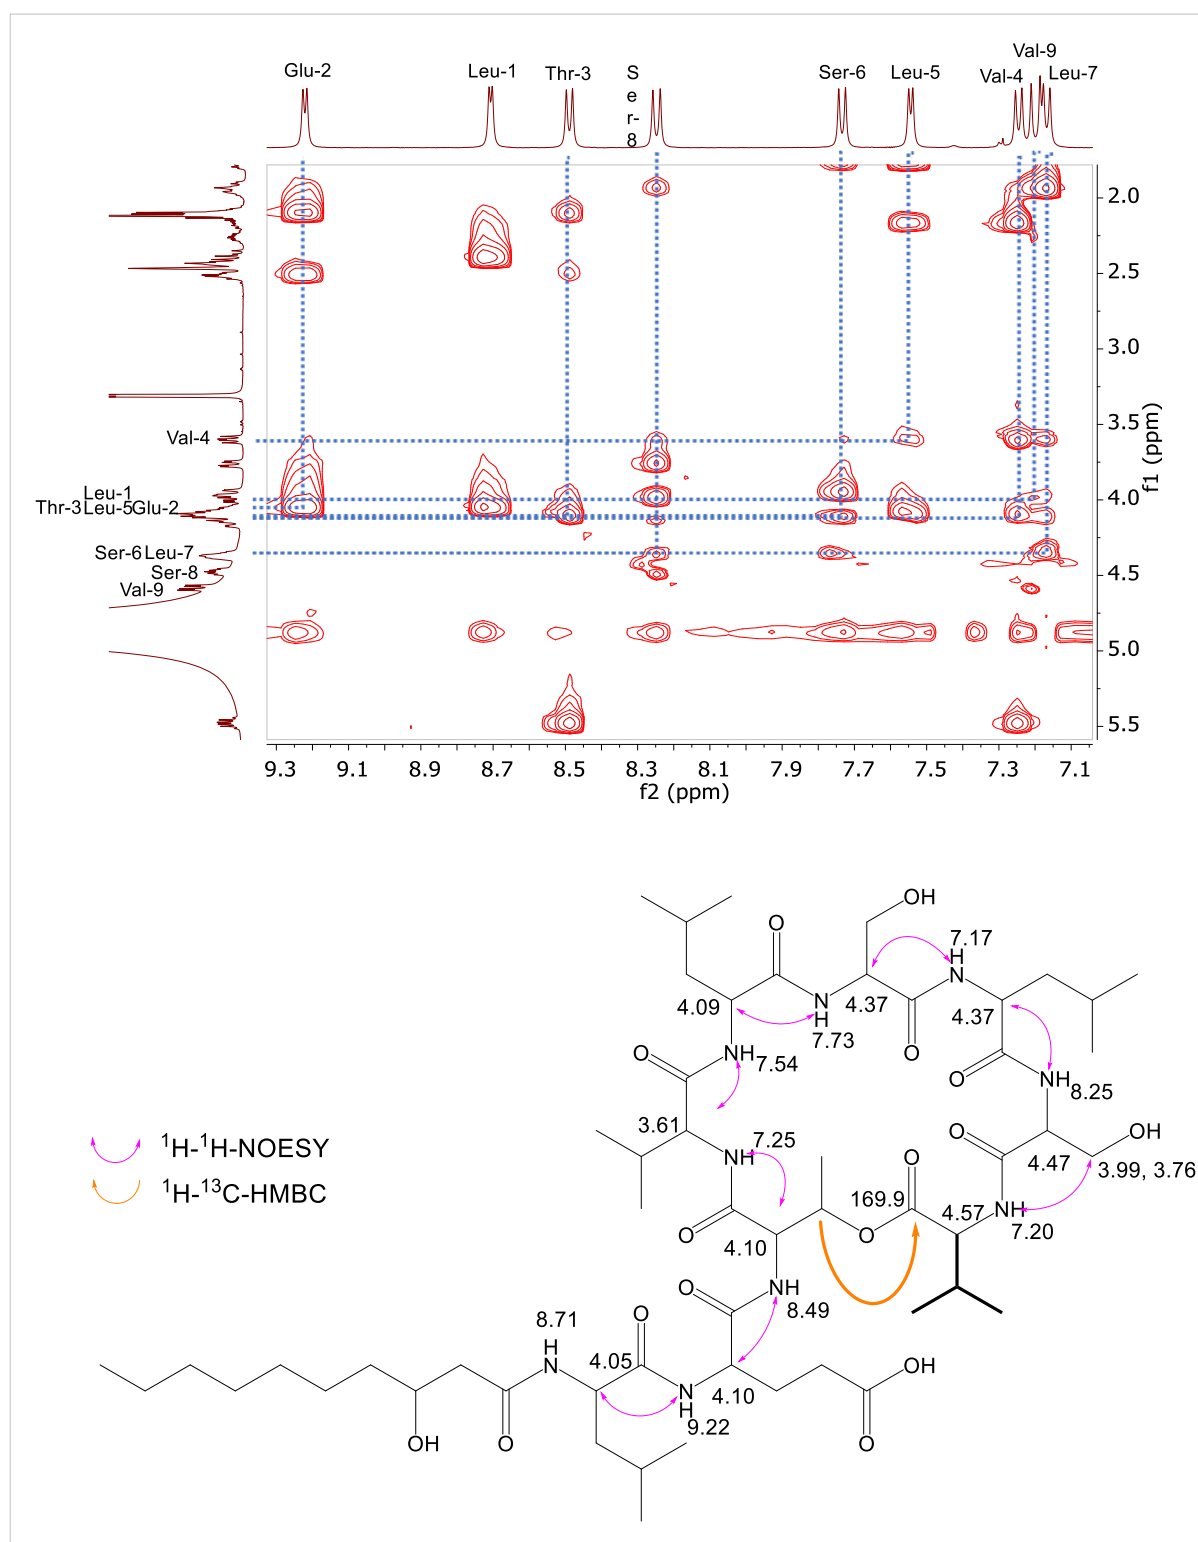 Val-9
Glu-2 Leu-1 Thr-3 S Ser-6 Leu-5 Val-4 Leu-7
e
r-
8
2.0
2.5
3.0
Val-4 3.5
Leu-1 4.0
Thr-3 Leu-5 Glu-2
Ser-6 Leu-7
Ser-8 4.5
Val-9
5.0
5.5
f1 (ppm)
9.3 9.1 8.9 8.7 8.5 8.3 8.1 7.9 7.7 7.5 7.3 7.1
f2 (ppm)
OH
O 7.17
H
N
4.09 N 4.37 4.37
H
O NH 7.54 7.73 O
O NH 8.25
3.61 7.25 O OH
NH 4.47 3.99, 3.76
O 169.9 4.57 NH
O 4.10 O 7.20
O NH
8.49
8.71 O
H
N 4.05 OH
N 4.10
H
9.22
OH O O
1H-1H-NOESY
1H-13C-HMBC